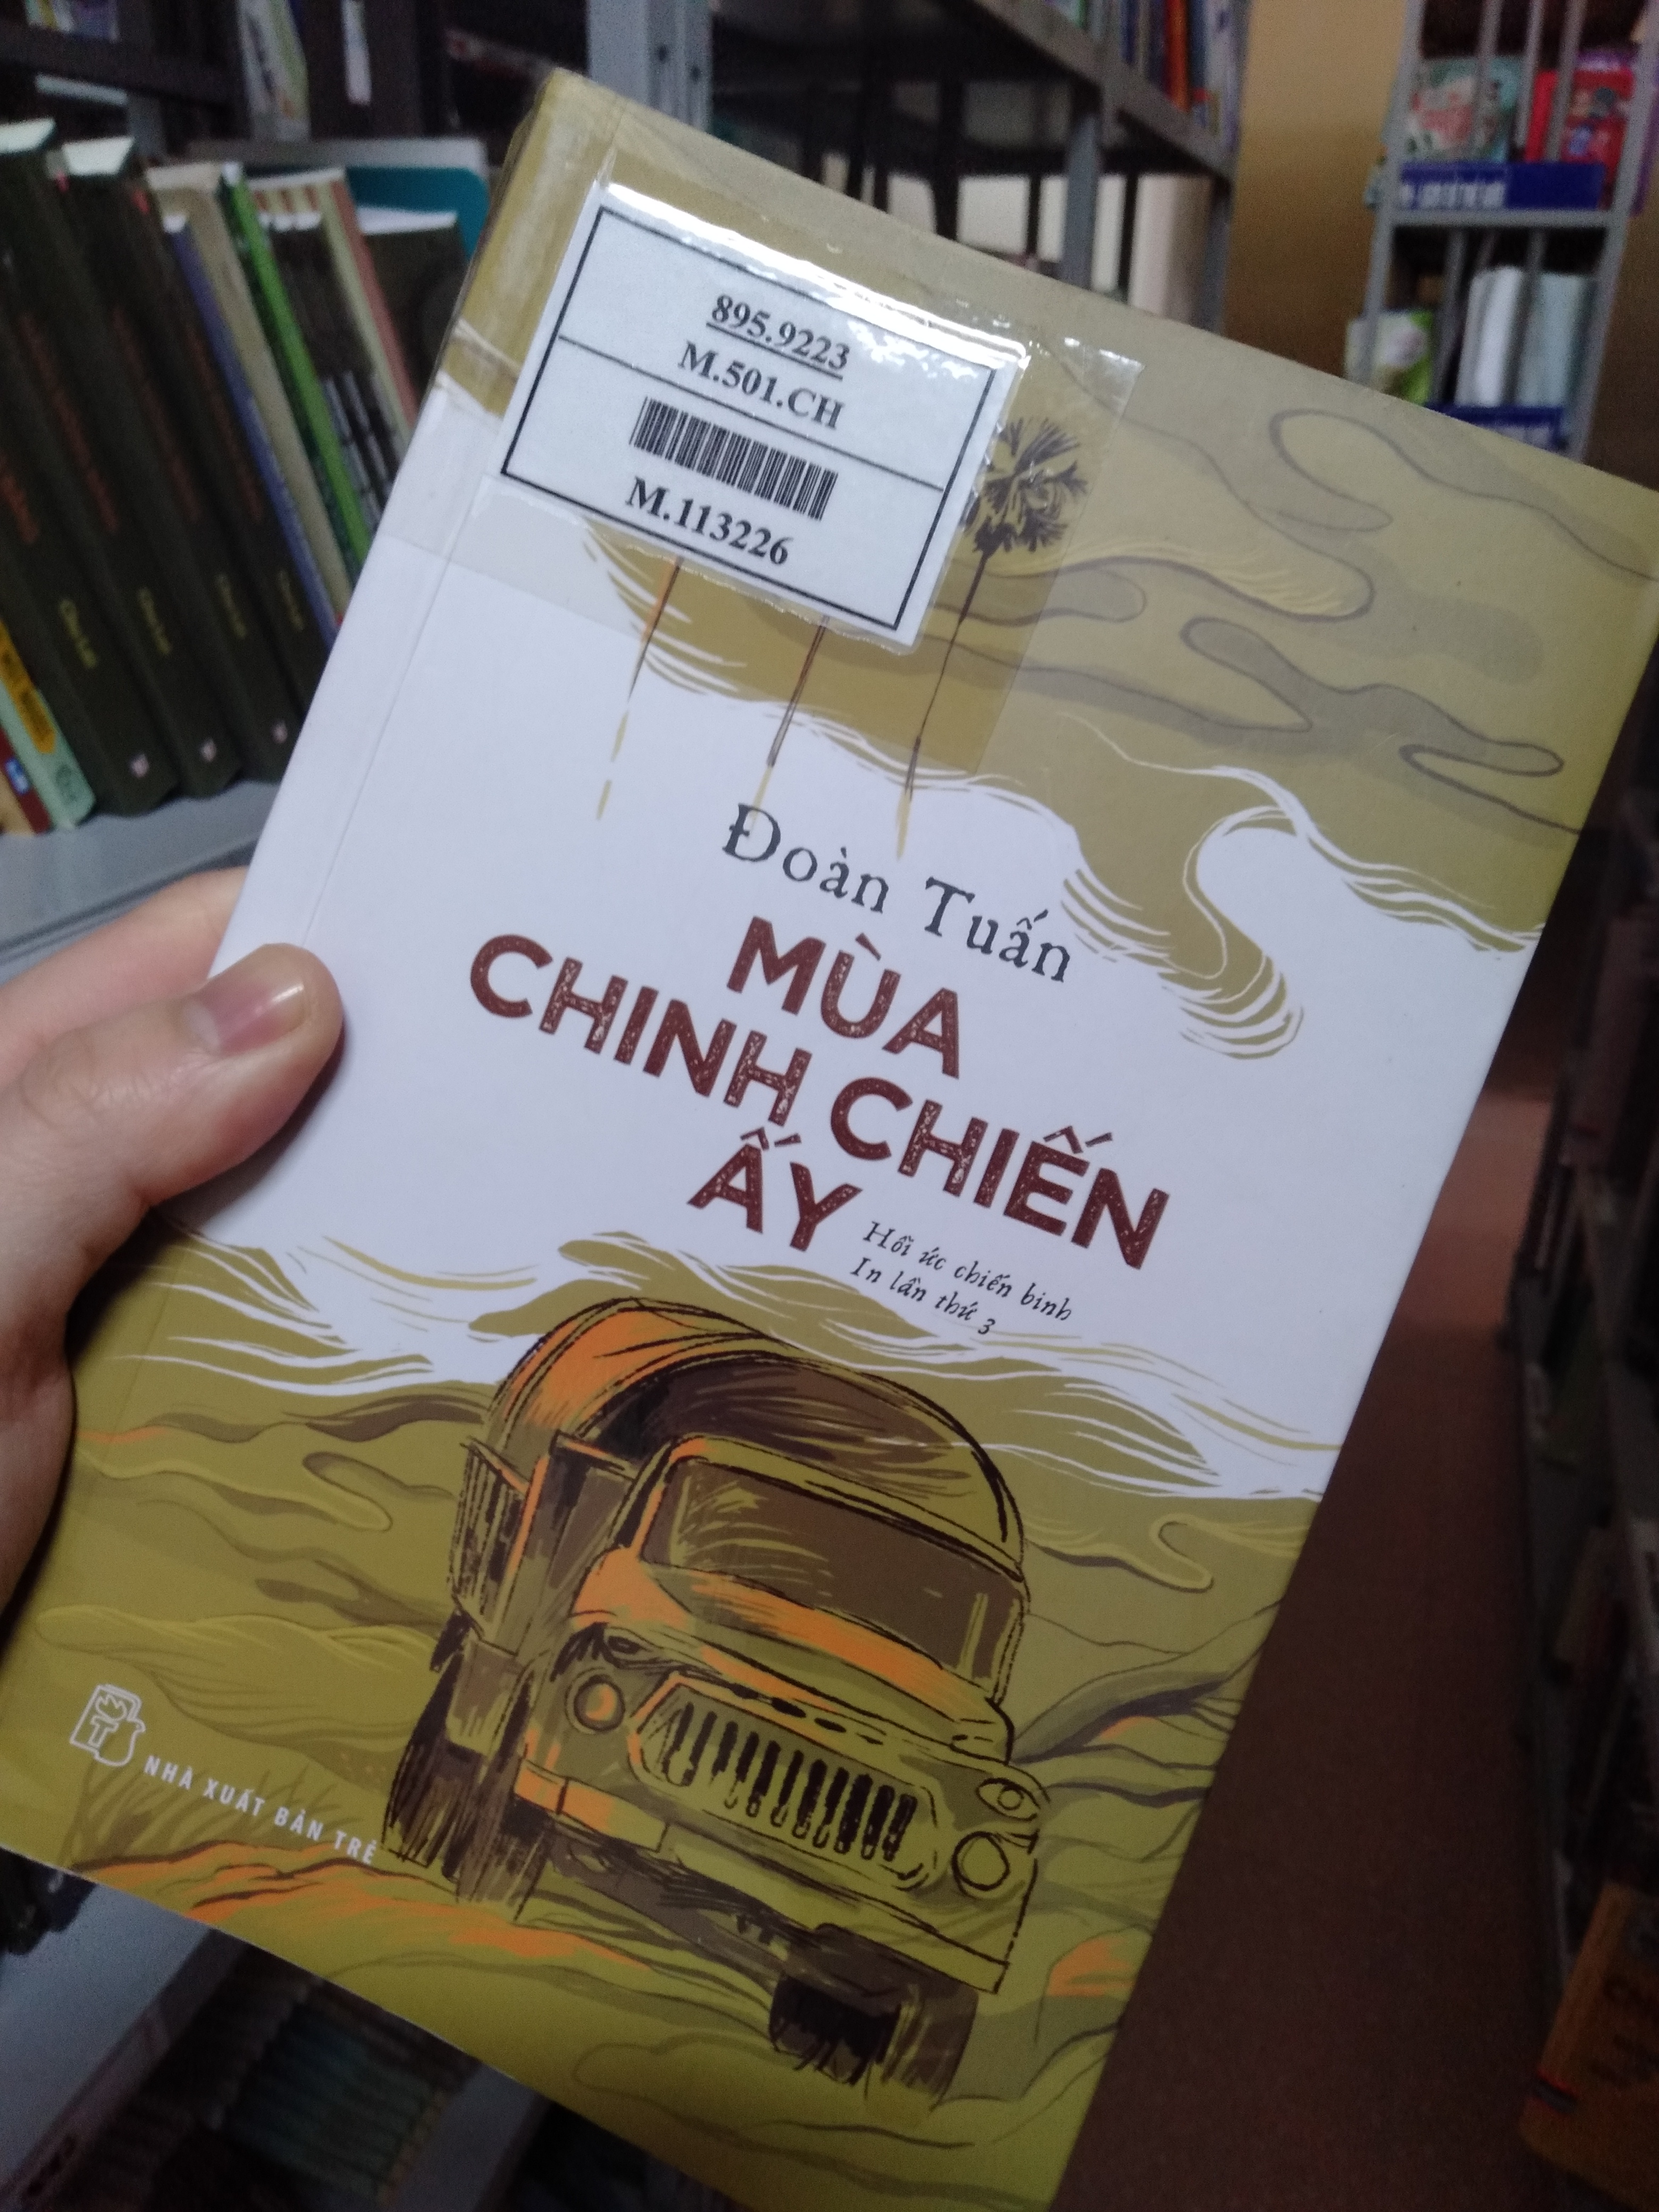 895.9223
M.501.CH
M.113226
Đoàn Tuấn
MÙA
CHINH CHIẾN
ẤY
Hồi ức chiến binh
In lần thứ 3
NHÀ XUẤT BẢN TRẺ